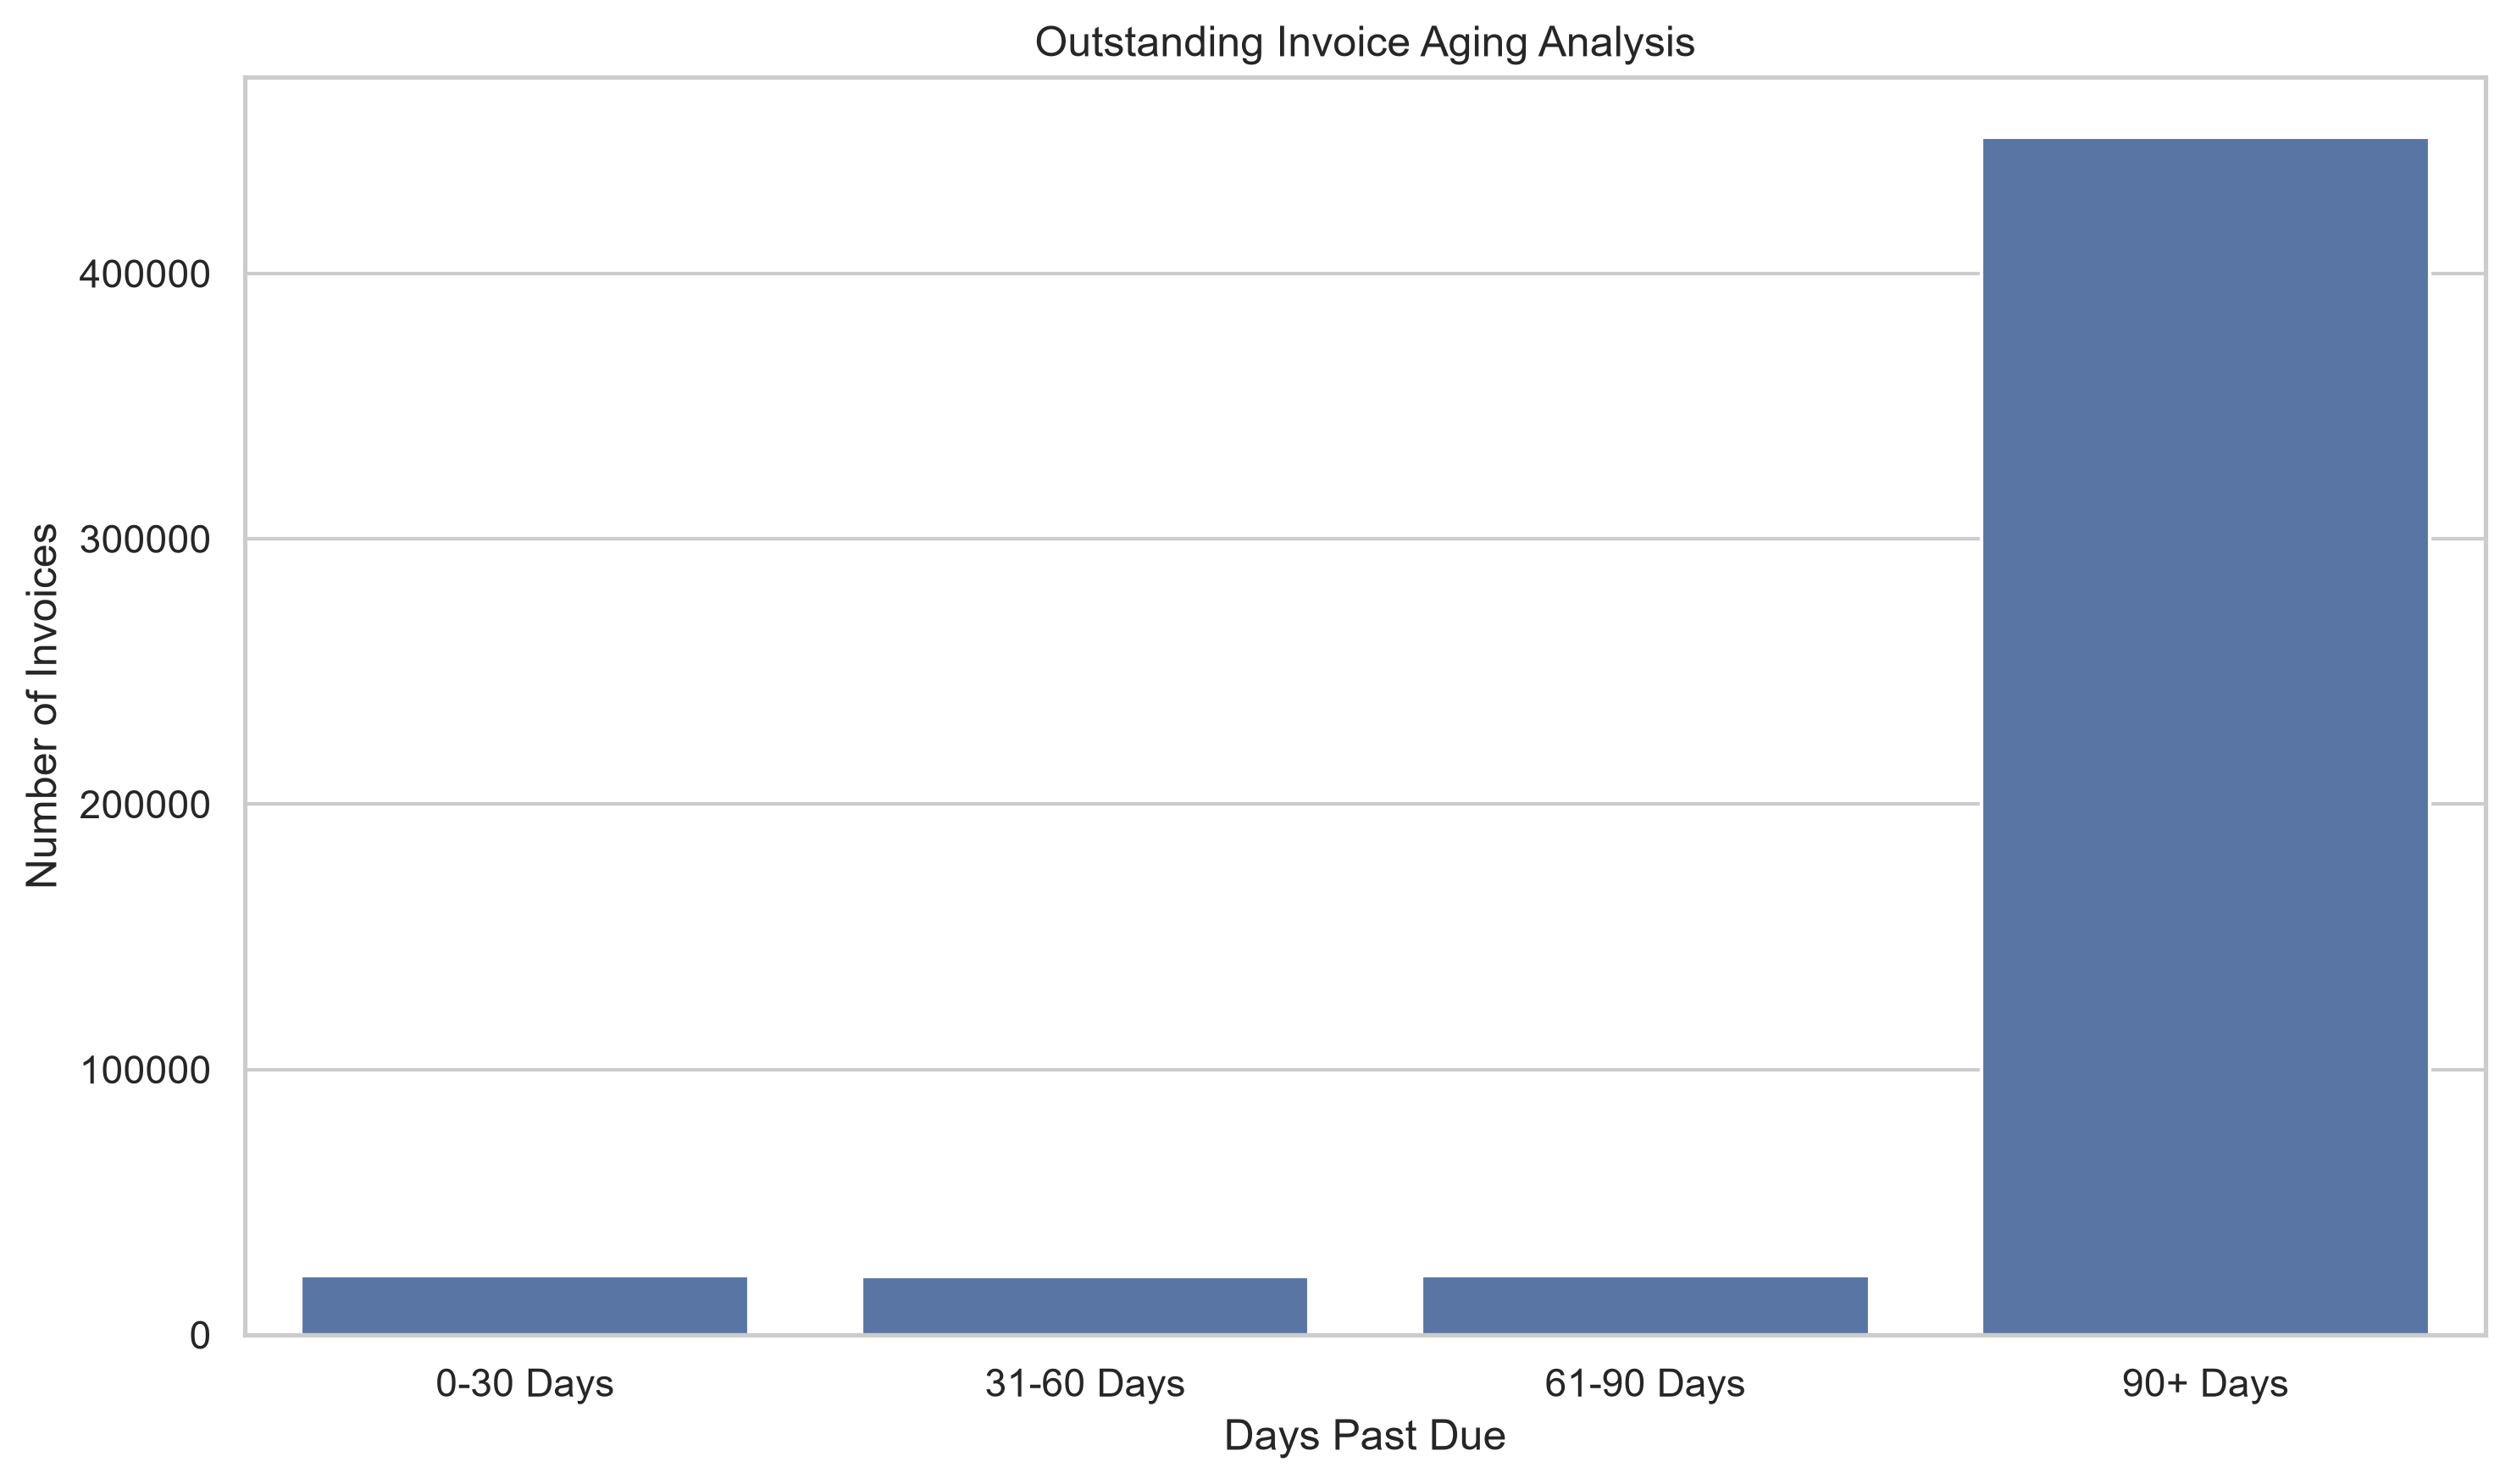 Outstanding Invoice Aging Analysis
Number of Invoices
400000
300000
200000
100000
0
0-30 Days
31-60 Days
61-90 Days
90+ Days
Days Past Due